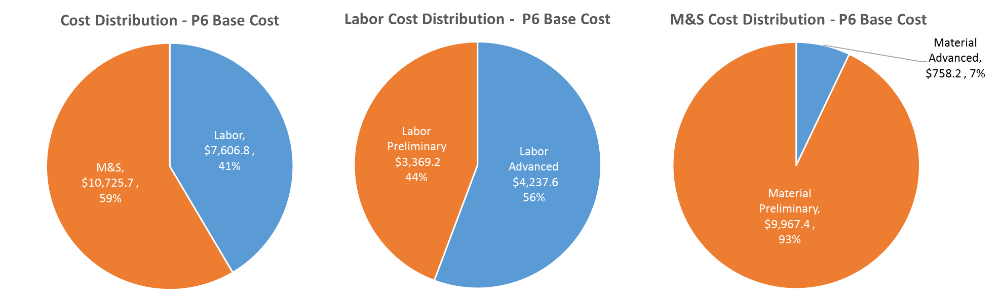 Cost Distribution - P6 Base Cost
M&S,
$10,725.7 ,
59%
Labor,
$7,606.8 ,
41%
Labor Cost Distribution -  P6 Base Cost
Labor
Preliminary
$3,369.2
44%
Labor
Advanced
$4,237.6
56%
M&S Cost Distribution - P6 Base Cost
Material
Advanced,
$758.2 , 7%
Material
Preliminary,
$9,967.4 ,
93%